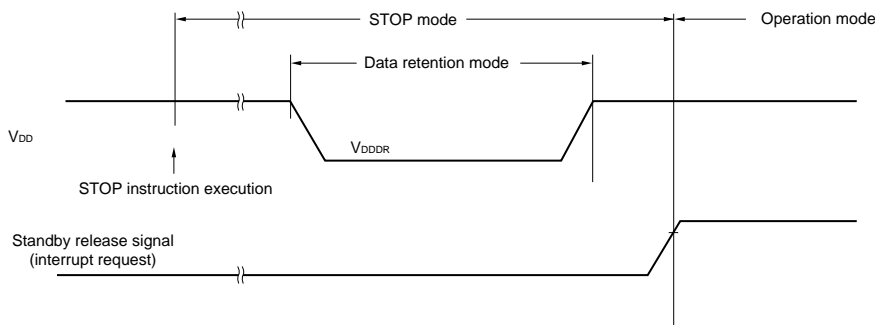 STOP mode
Operation mode
Data retention mode
VDD
VDDDR
STOP instruction execution
Standby release signal
(interrupt request)